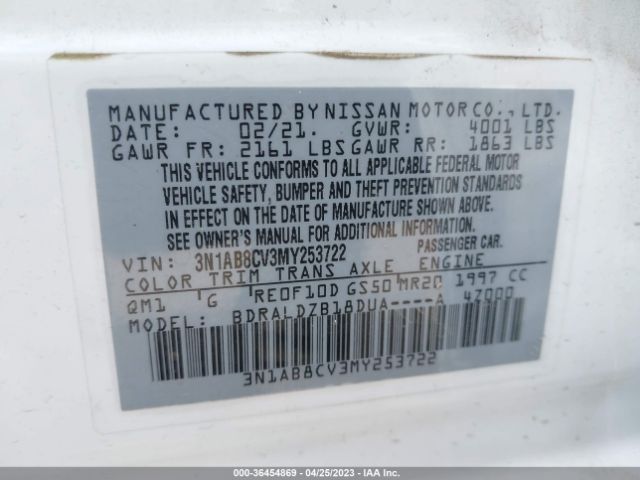 MANUFACTURED BY NISSAN MOTOR CO., LTD.
DATE: 02/21. GVWR: 4001 LBS
GAWR FR: 2161 LBS GAWR RR: 1863 LBS
THIS VEHICLE CONFORMS TO ALL APPLICABLE FEDERAL MOTOR
VEHICLE SAFETY, BUMPER AND THEFT PREVENTION STANDARDS
IN EFFECT ON THE DATE OF MANUFACTURE SHOWN ABOVE.
SEE OWNER'S MANUAL FOR ADDITIONAL INFORMATION
VIN: 3N1AB8CV3MY253722 PASSENGER CAR.
COLOR TRIM TRANS AXLE ENGINE
QM1 G RE0F10D GS50 MR20 1997 CC
MODEL: BDRALDZB18DUA----A 4Z000
3N1AB8CV3MY253722
000-36454869 - 04/25/2023 - IAA Inc.